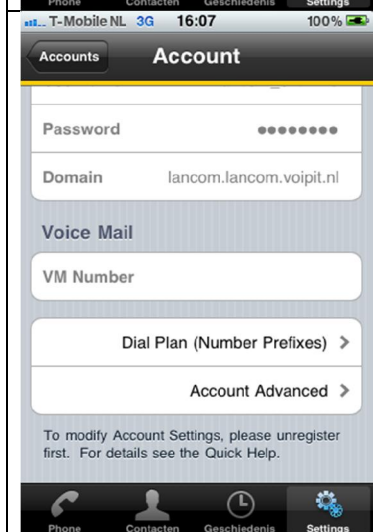 Phone Contacten Geschiedenis Settings
T-Mobile NL 3G 16:07 100%
Accounts Account
Password ●●●●●●●●
Domain lancom.lancom.voipit.nl
Voice Mail
VM Number
Dial Plan (Number Prefixes) >
Account Advanced >
To modify Account Settings, please unregister
first. For details see the Quick Help.
Phone Contacten Geschiedenis Settings